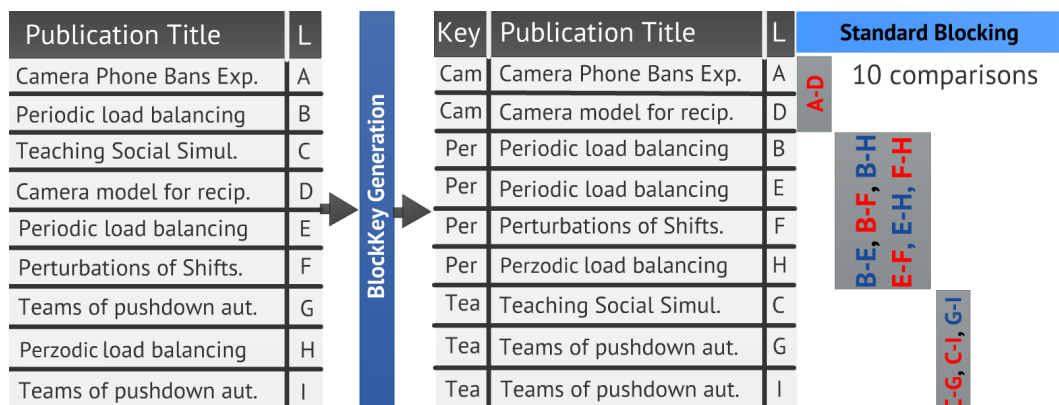 Publication Title L
Camera Phone Bans Exp. A
Periodic load balancing B
Teaching Social Simul. C
Camera model for recip. D
Periodic load balancing E
Perturbations of Shifts. F
Teams of pushdown aut. G
Perzodic load balancing H
Teams of pushdown aut. I
BlockKey Generation
Key Publication Title L
Cam Camera Phone Bans Exp. A
Cam Camera model for recip. D
Per Periodic load balancing B
Per Periodic load balancing E
Per Perturbations of Shifts. F
Per Perzodic load balancing H
Tea Teaching Social Simul. C
Tea Teams of pushdown aut. G
Tea Teams of pushdown aut. I
Standard Blocking
10 comparisons
A-D
B-E, B-F, B-H
E-F, E-H, F-H
C-G, C-I, G-I